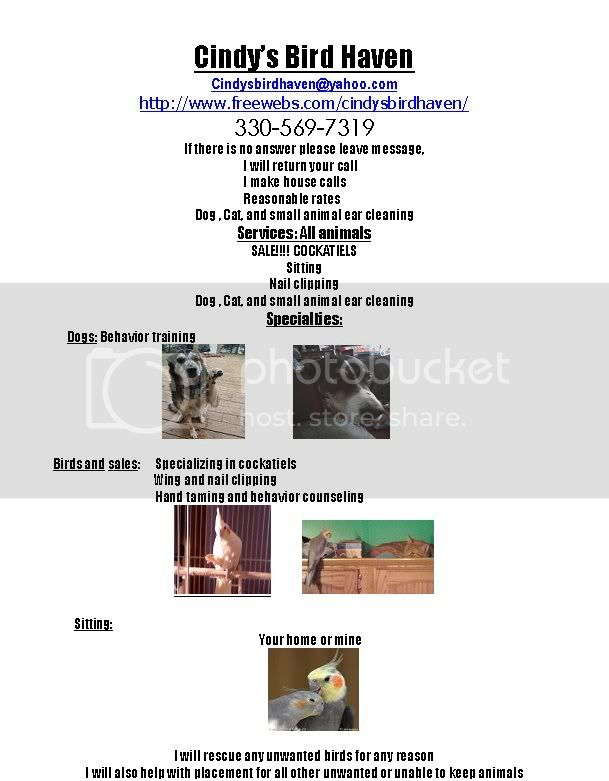 Cindy's Bird Haven
Cindysbirdhaven@yahoo.com
http://www.freewebs.com/cindysbirdhaven/
330-569-7319
If there is no answer please leave message,
I will return your call
I make house calls
Reasonable rates
Dog , Cat, and small animal ear cleaning
Services: All animals
SALE!!!! COCKATIELS
Sitting
Nail clipping
Dog , Cat, and small animal ear cleaning
Specialties:
Dogs: Behavior training
photobucket
host. store. share.
Birds and sales: Specializing in cockatiels
Wing and nail clipping
Hand taming and behavior counseling
Sitting:
Your home or mine
I will rescue any unwanted birds for any reason
I will also help with placement for all other unwanted or unable to keep animals